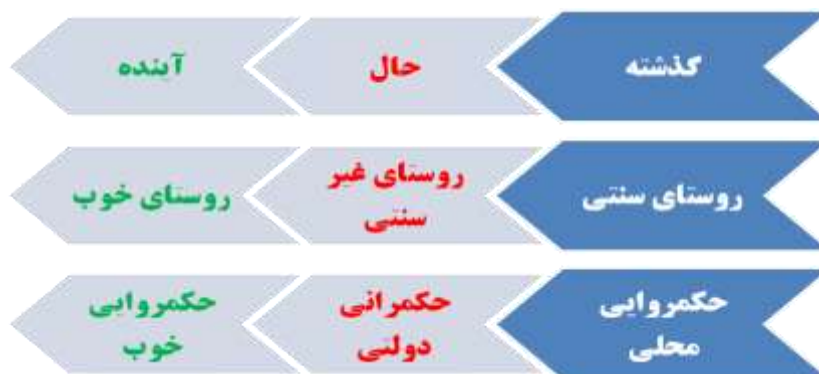 گذشته
حال
آینده
روستای سنتی
روستای غیر
سنتی
روستای خوب
حکمروایی
محلی
حکمرانی
دولتی
حکمروایی
خوب